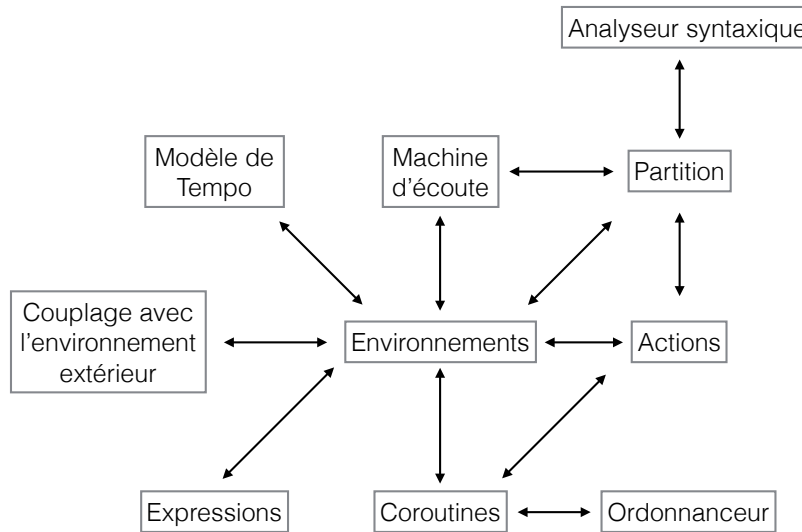 Analyseur syntaxique
Modèle de
Tempo
Machine
d'écoute
Partition
Couplage avec
l'environnement
extérieur
Environnements
Actions
Expressions
Coroutines
Ordonnanceur